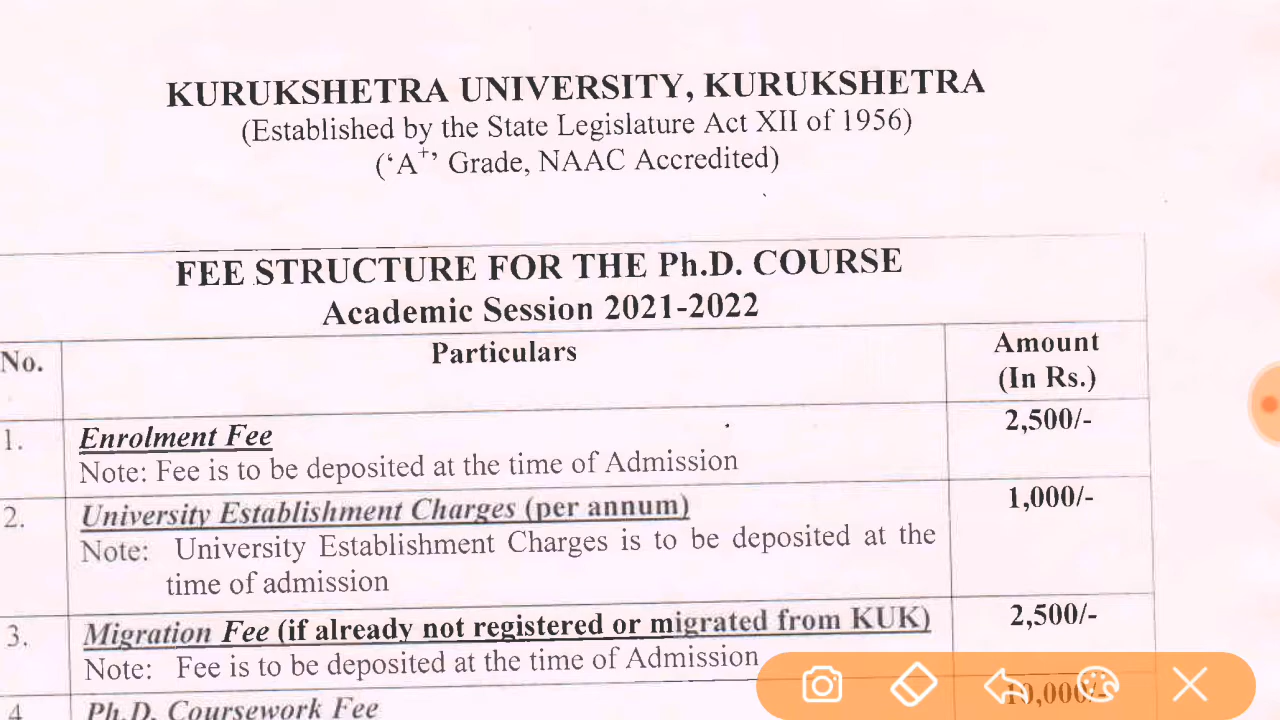 KURUKSHETRA UNIVERSITY, KURUKSHETRA
(Established by the State Legislature Act XII of 1956)
('A+' Grade, NAAC Accredited)
FEE STRUCTURE FOR THE Ph.D. COURSE
Academic Session 2021-2022
No. Particulars Amount
(In Rs.)
1. Enrolment Fee 2,500/-
Note: Fee is to be deposited at the time of Admission
2. University Establishment Charges (per annum) 1,000/-
Note: University Establishment Charges is to be deposited at the
time of admission
3. Migration Fee (if already not registered or migrated from KUK) 2,500/-
Note: Fee is to be deposited at the time of Admission
4 Ph.D. Coursework Fee 10,000/-